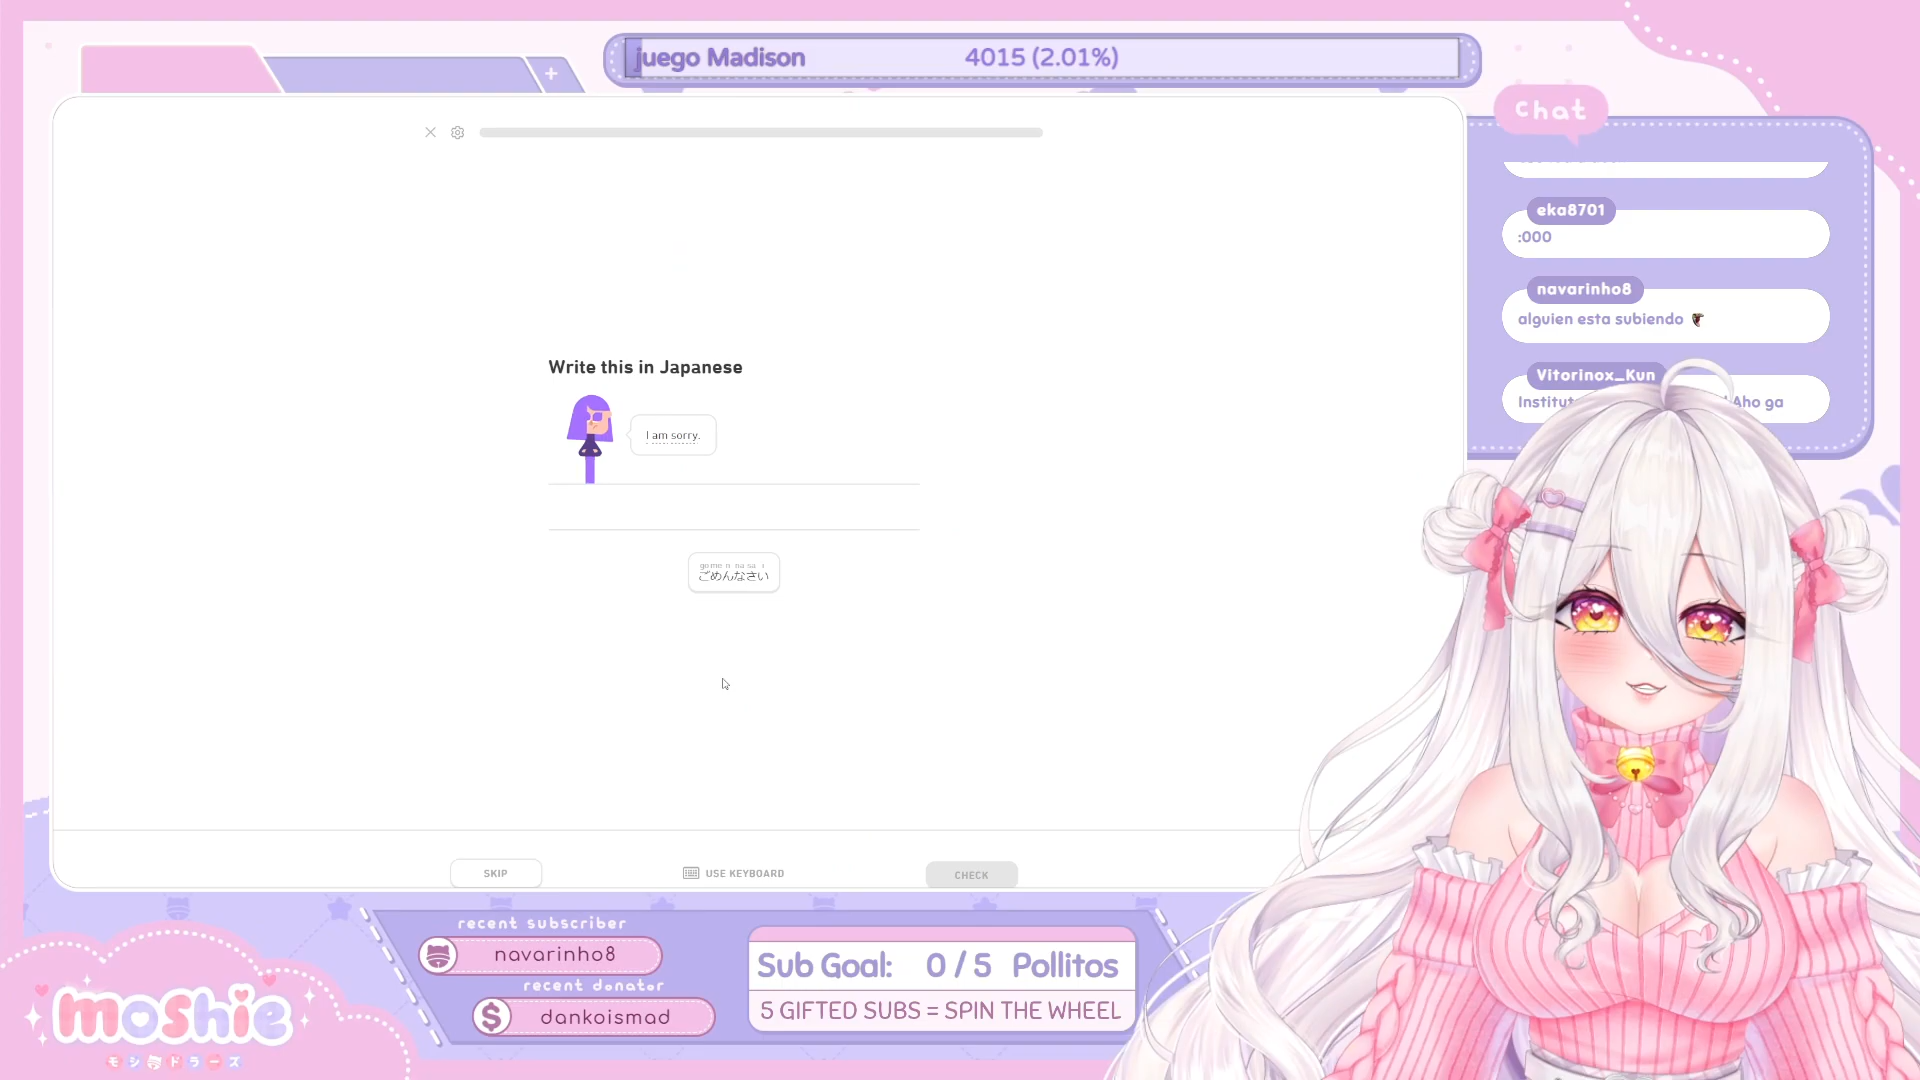 juego Madison 4015 (2.01%)
+
Chat
eka8701
:000
navarinho8
alguien esta subiendo
Vitorinox_Kun
Aho ga
Write this in Japanese
I am sorry.
go me n na sa i
ごめんなさい
SKIP
USE KEYBOARD
CHECK
recent subscriber
navarinho8
recent donator
$ dankoismad
Sub Goal: 0 / 5 Pollitos
5 GIFTED SUBS = SPIN THE WHEEL
moshie